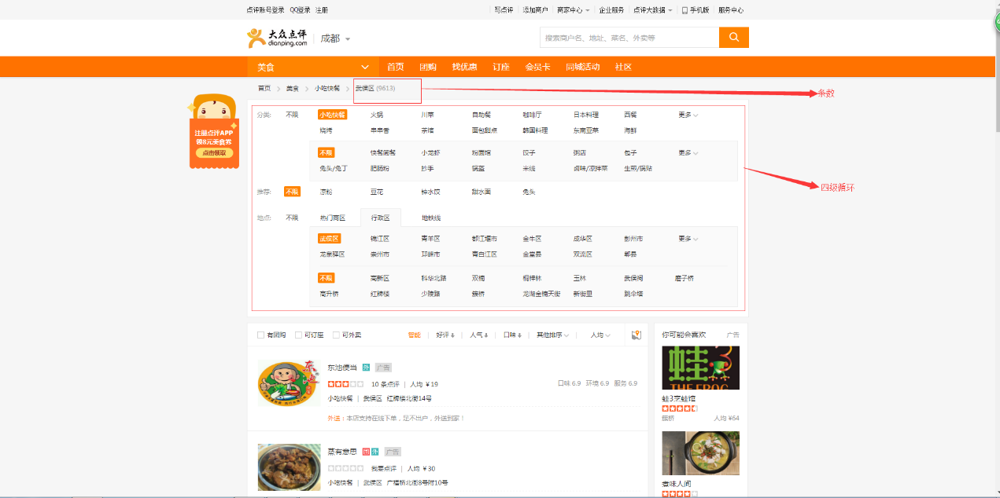 点评账号登录 QQ登录 注册 写点评 添加商户 商家中心 企业服务 点评大数据 手机版 服务中心
大众点评 dianping.com 成都 搜索商户名、地址、菜名、外卖等
美食 首页 团购 找优惠 订座 会员卡 同城活动 社区
首页 美食 小吃快餐 武侯区 (9613) 条数
注册点评APP
领8元美食券
点击领取
分类: 不限 小吃快餐 火锅 川菜 自助餐 咖啡厅 日本料理 西餐 更多
烧烤 串串香 茶馆 面包甜点 韩国料理 东南亚菜 海鲜
不限 快餐简餐 小龙虾 粉面馆 饺子 粥店 包子 更多
兔头/兔丁 肥肠粉 抄手 锅盔 米线 卤味/凉拌菜 生煎/锅贴
四级循环
推荐: 不限 凉粉 豆花 钟水饺 甜水面 兔头
地点: 不限 热门商区 行政区 地铁线
武侯区 锦江区 青羊区 都江堰市 金牛区 成华区 彭州市 更多
龙泉驿区 崇州市 邛崃市 青白江区 金堂县 双流区 郫县
不限 高新区 科华北路 双楠 桐梓林 玉林 武侯祠 磨子桥
高升桥 红牌楼 少陵路 簇桥 龙湖金楠天街 新街里 跳伞塔
有团购 可订座 可外卖 智能 好评 人气 口味 其他排序 人均
东池便当 外 广告
10 条点评 | 人均 ￥19 口味 6.9 环境 6.9 服务 6.9
小吃快餐 | 武侯区 红牌楼北街14号
外送：本店支持在线下单，足不出户，外送到家！
蒸有意思 团 外 广告
我要点评 | 人均 ￥30
小吃快餐 | 武侯区 广福桥北街8号附10号
你可能会喜欢 广告
蛙3
THE FROG
蛙3烹蛙馆
簇桥 人均 ¥64
煮味人间